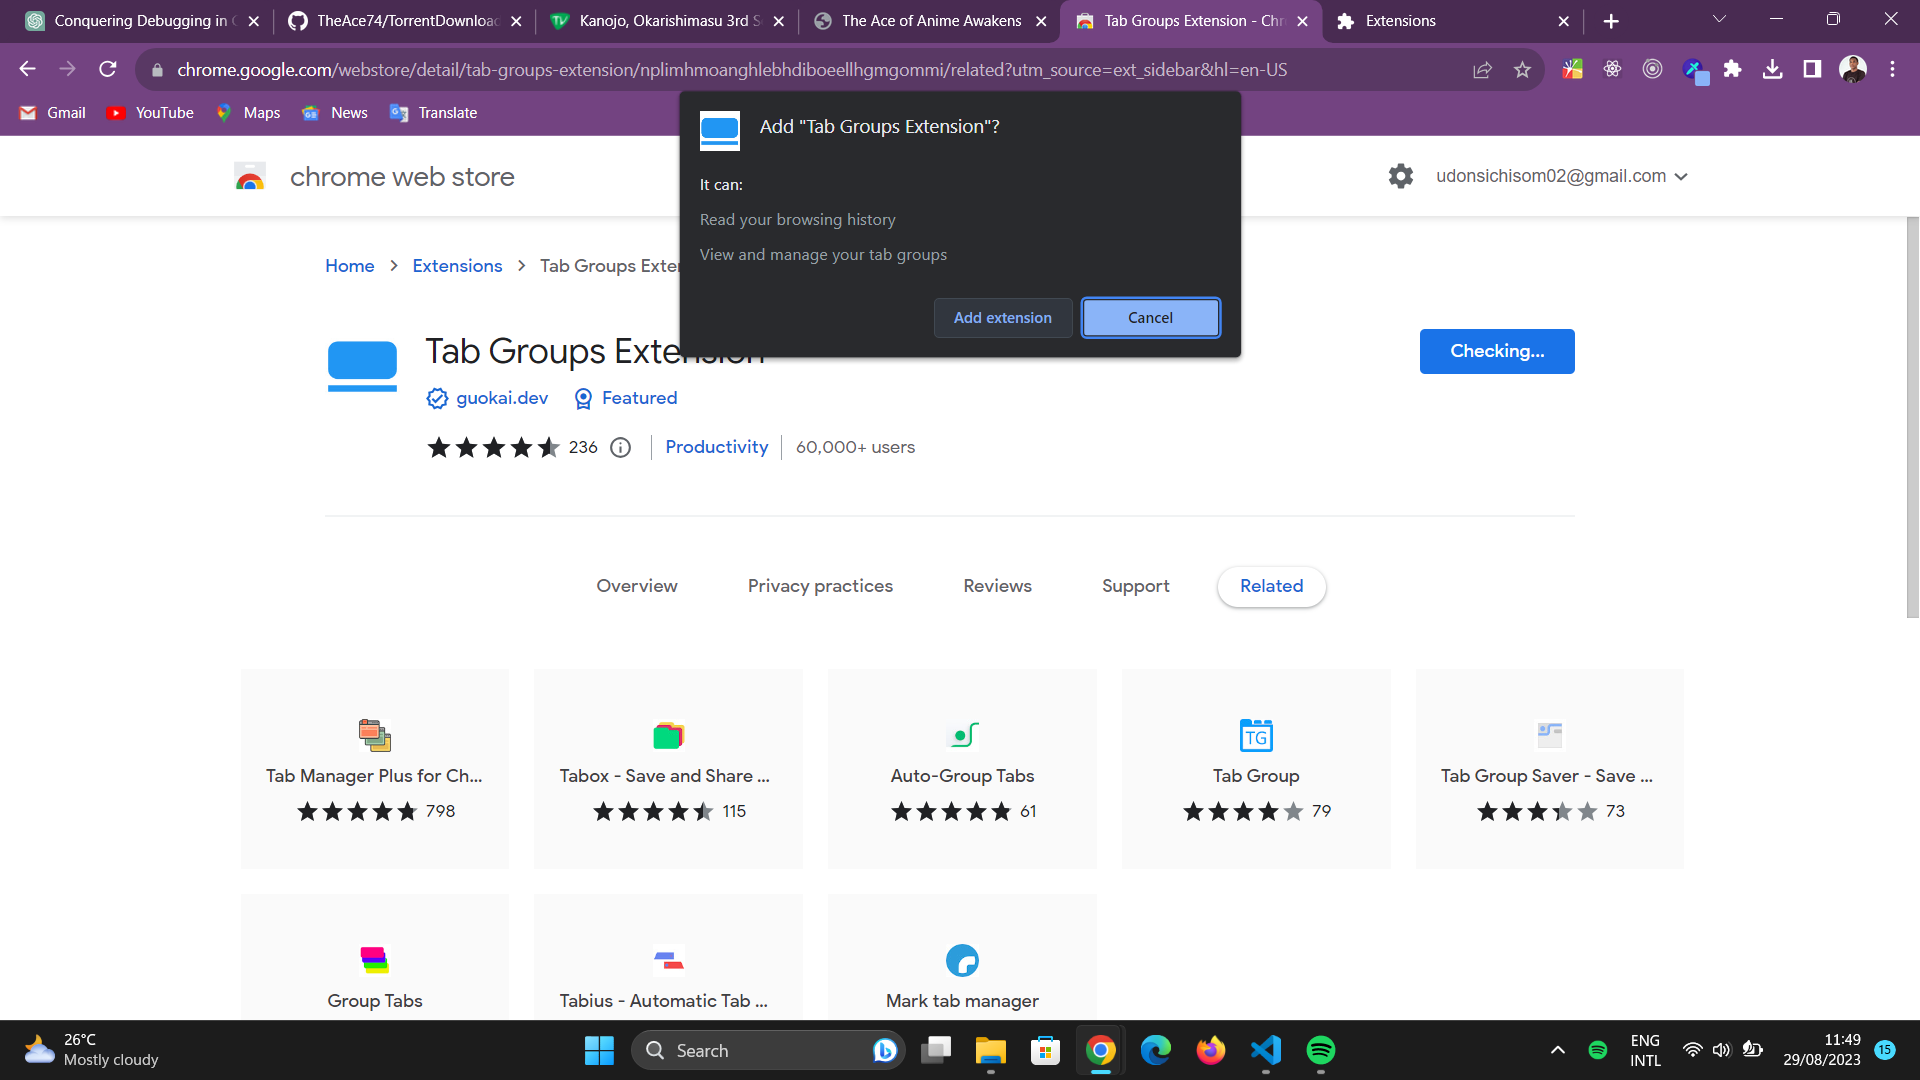 Conquering Debugging in
TheAce74/TorrentDownload
Kanojo, Okarishimasu 3rd S
The Ace of Anime Awakens
Tab Groups Extension - Chr
Extensions
chrome.google.com/webstore/detail/tab-groups-extension/nplimhmoanghlebhdiboeellhgmgommi/related?utm_source=ext_sidebar&hl=en-US
Gmail
YouTube
Maps
News
Translate
Add "Tab Groups Extension"?
It can:
Read your browsing history
View and manage your tab groups
Add extension
Cancel
chrome web store
udonsichisom02@gmail.com
Home
Extensions
Tab Groups Exten
Tab Groups Extension
Checking...
guokai.dev
Featured
236
Productivity
60,000+ users
Overview
Privacy practices
Reviews
Support
Related
TG
Tab Manager Plus for Ch...
Tabox - Save and Share ...
Auto-Group Tabs
Tab Group
Tab Group Saver - Save ...
798
115
61
79
73
Group Tabs
Tabius - Automatic Tab ...
Mark tab manager
26°C
Mostly cloudy
Search
ENG
INTL
11:49
29/08/2023
15